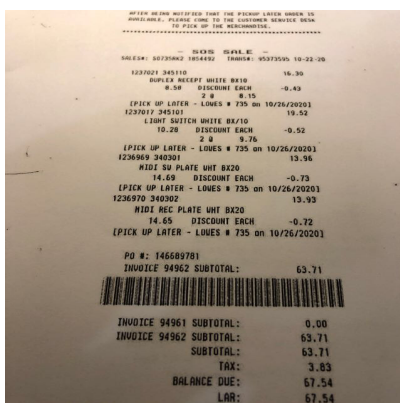 AFTER BEING NOTIFIED THAT THE PICKUP LATER ORDER IS
AVAILABLE, PLEASE COME TO THE CUSTOMER SERVICE DESK
TO PICK UP THE MERCHANDISE.
- SOS SALE -
SALES#: TRANS#: 95373595 10-22-20
1237021 345110 16.30
DUPLEX RECEPT WHITE BX10
8.58 DISCOUNT EACH -0.43
2 @ 8.15
[PICK UP LATER - LOWES # 735 on 10/26/2020]
1237017 345101 19.52
LIGHT SWITCH WHITE BX/10
10.28 DISCOUNT EACH -0.52
2 @ 9.76
[PICK UP LATER - LOWES # 735 on 10/26/2020]
1236969 340301 13.96
MIDI SW PLATE WHT BX20
14.69 DISCOUNT EACH -0.73
[PICK UP LATER - LOWES # 735 on 10/26/2020]
1236970 340302 13.93
MIDI REC PLATE WHT BX20
14.65 DISCOUNT EACH -0.72
[PICK UP LATER - LOWES # 735 on 10/26/2020]
PO #: 146689781
INVOICE 94962 SUBTOTAL: 63.71
INVOICE 94961 SUBTOTAL: 0.00
INVOICE 94962 SUBTOTAL: 63.71
SUBTOTAL: 63.71
TAX: 3.83
BALANCE DUE: 67.54
LAR: 67.54